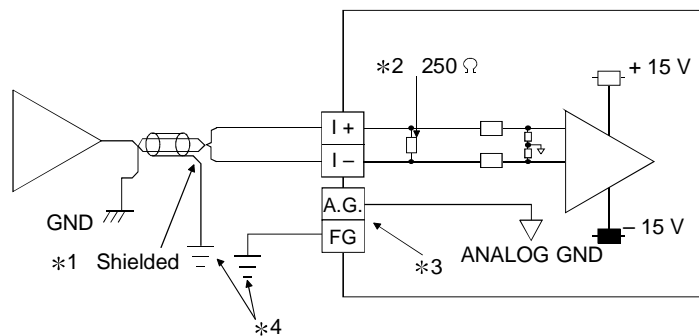 *2 250 Ω
+ 15 V
I +
I −
GND
A.G.
FG
− 15 V
ANALOG GND
*1 Shielded
*3
*4